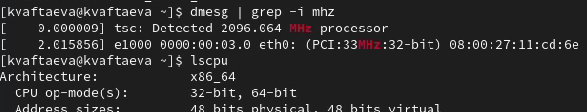 [kvaftaeva@kvaftaeva ~]$ dmesg | grep -i mhz
[    0.000009] tsc: Detected 2096.064 MHz processor
[    2.015856] e1000 0000:00:03.0 eth0: (PCI:33MHz:32-bit) 08:00:27:11:cd:6e
[kvaftaeva@kvaftaeva ~]$ lscpu
Architecture:            x86_64
  CPU op-mode(s):        32-bit, 64-bit
  Address sizes:         48 bits physical, 48 bits virtual